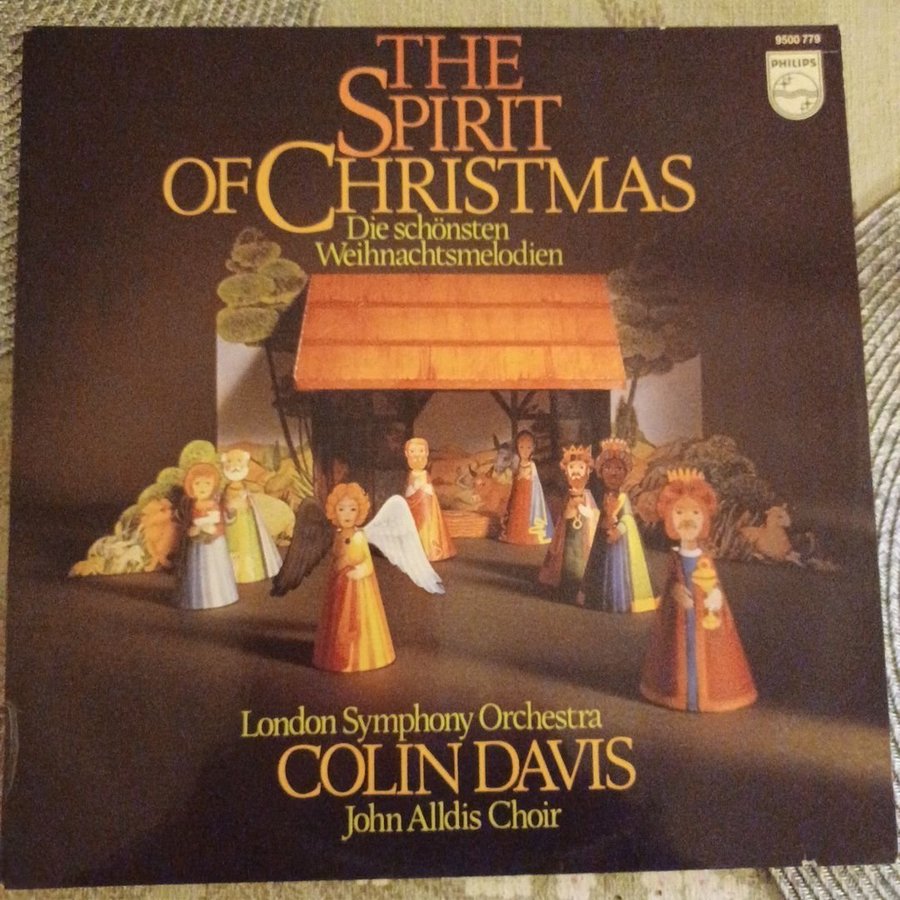 9500 779
PHILIPS
THE
SPIRIT
OF CHRISTMAS
Die schönsten
Weihnachtsmelodien
London Symphony Orchestra
COLIN DAVIS
John Alldis Choir